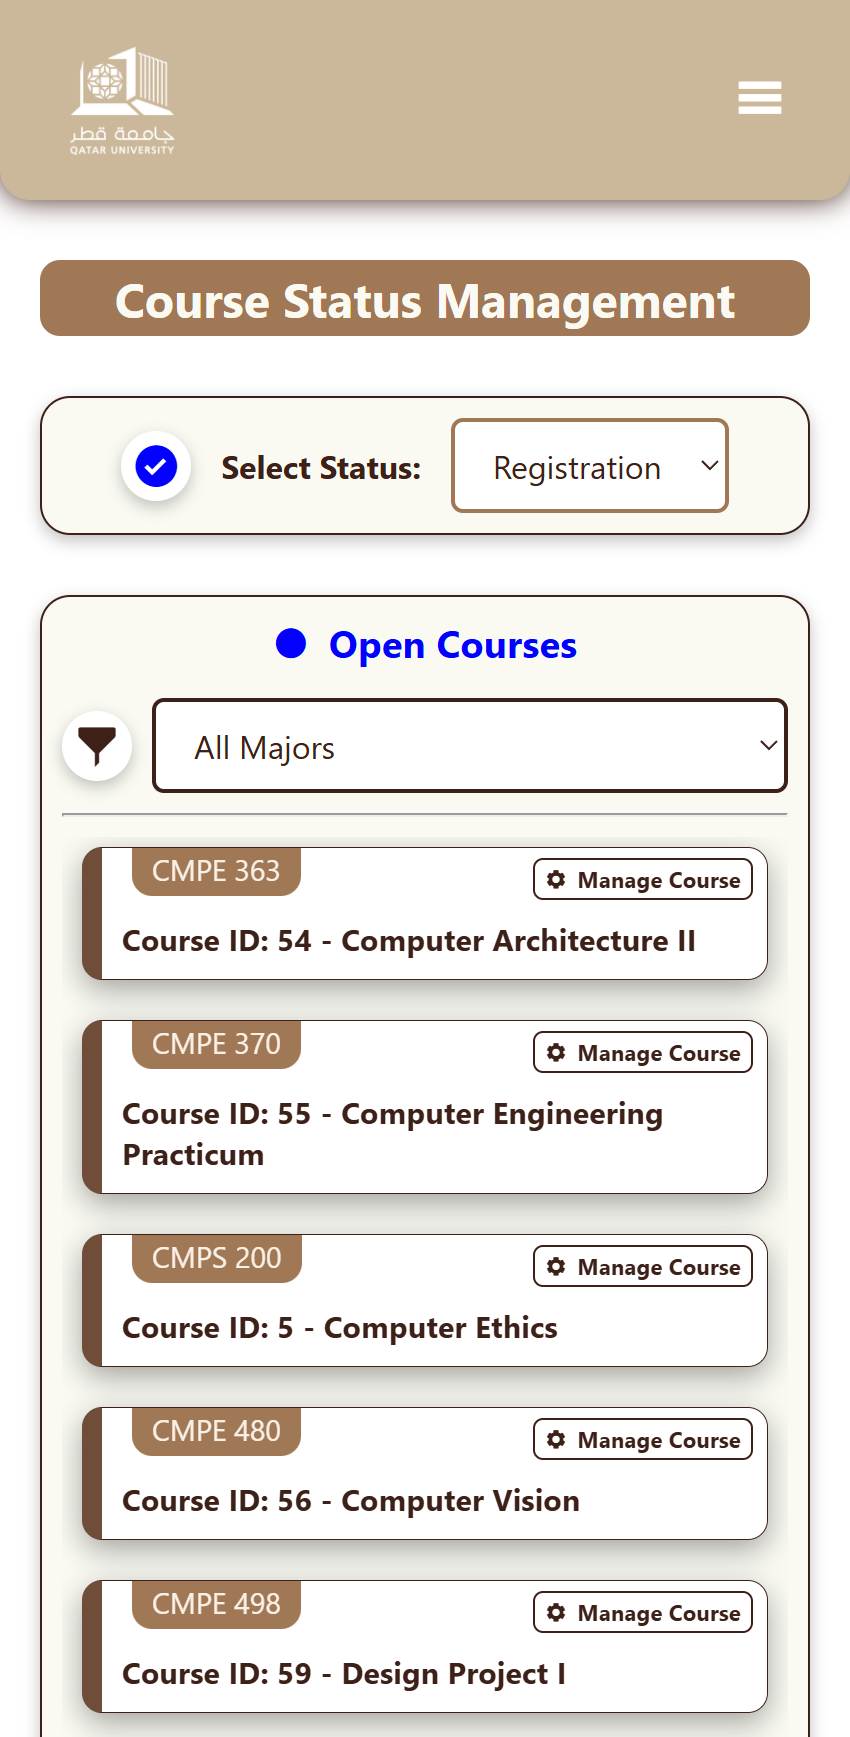 جامعة قطر
QATAR UNIVERSITY
Course Status Management
Select Status:
Registration
Open Courses
All Majors
CMPE 363
Manage Course
Course ID: 54 - Computer Architecture II
CMPE 370
Manage Course
Course ID: 55 - Computer Engineering
Practicum
CMPS 200
Manage Course
Course ID: 5 - Computer Ethics
CMPE 480
Manage Course
Course ID: 56 - Computer Vision
CMPE 498
Manage Course
Course ID: 59 - Design Project I